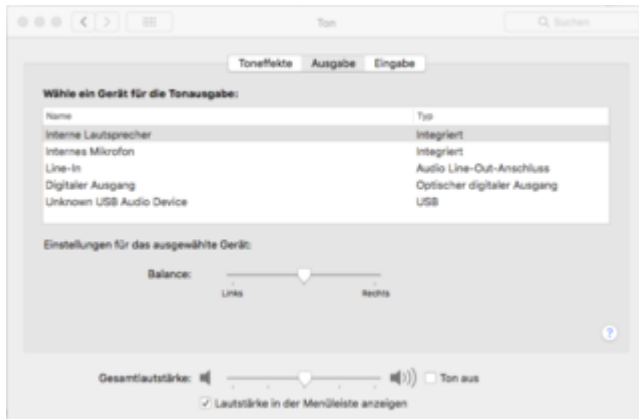 Ton
Suchen
Toneffekte Ausgabe Eingabe
Wähle ein Gerät für die Tonausgabe:
Name Typ
Interne Lautsprecher Integriert
Internes Mikrofon Integriert
Line-In Audio Line-Out-Anschluss
Digitaler Ausgang Optischer digitaler Ausgang
Unknown USB Audio Device USB
Einstellungen für das ausgewählte Gerät:
Balance:
Links Rechts
?
Gesamtlautstärke: Ton aus
Lautstärke in der Menüleiste anzeigen